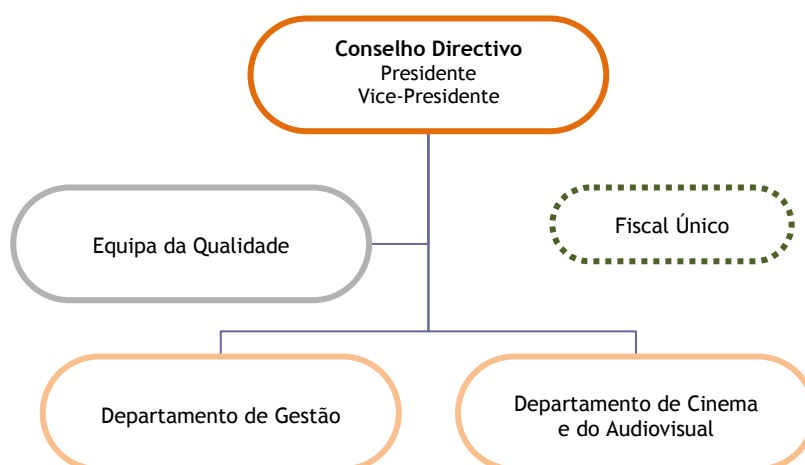 Conselho Directivo
Presidente
Vice-Presidente
Equipa da Qualidade
Fiscal Único
Departamento de Gestão
Departamento de Cinema
e do Audiovisual